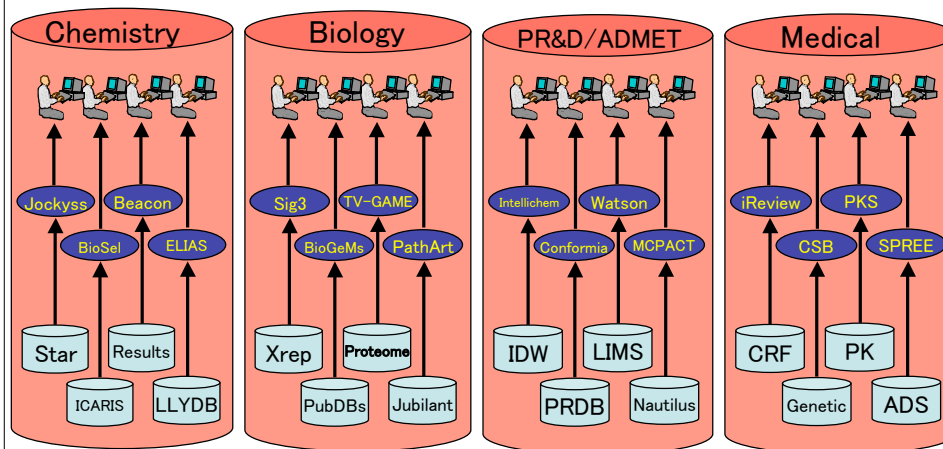 Chemistry
Biology
PR&D/ADMET
Medical
Jockyss
Beacon
BioSel
ELIAS
Sig3
TV-GAME
BioGeMs
PathArt
Intellichem
Watson
Conformia
MCPACT
iReview
PKS
CSB
SPREE
Star
Results
ICARIS
LLYDB
Xrep
Proteome
PubDBs
Jubilant
IDW
LIMS
PRDB
Nautilus
CRF
PK
Genetic
ADS